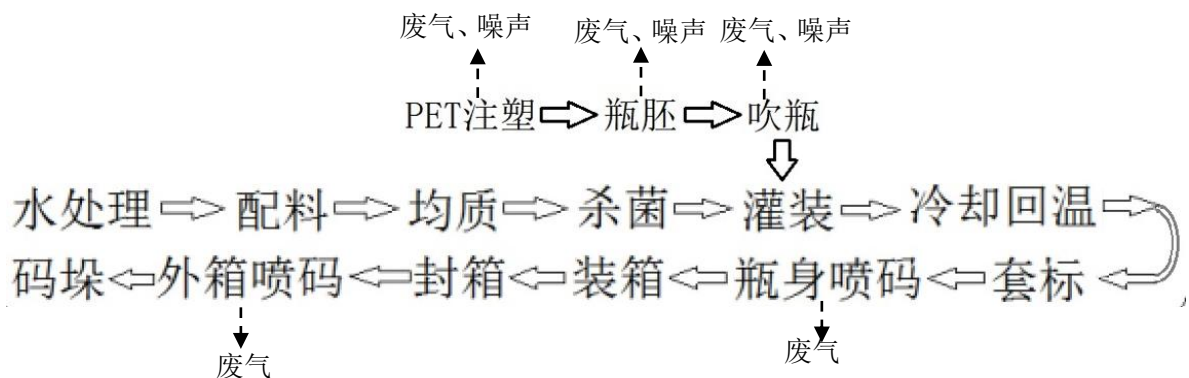 废气、噪声 废气、噪声 废气、噪声
PET注塑 瓶胚 吹瓶
水处理 配料 均质 杀菌 灌装 冷却回温
码垛 外箱喷码 封箱 装箱 瓶身喷码 套标
废气 废气